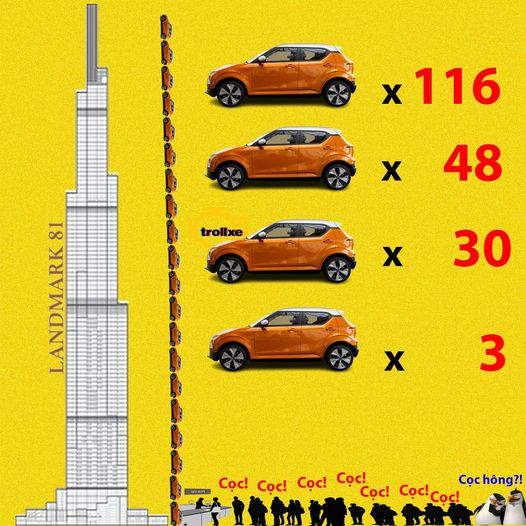 x 116
x 48
trollxe
x 30
x 3
LANDMARK 81
Cọc! Cọc! Cọc! Cọc! Cọc! Cọc! Cọc! Cọc hông?!